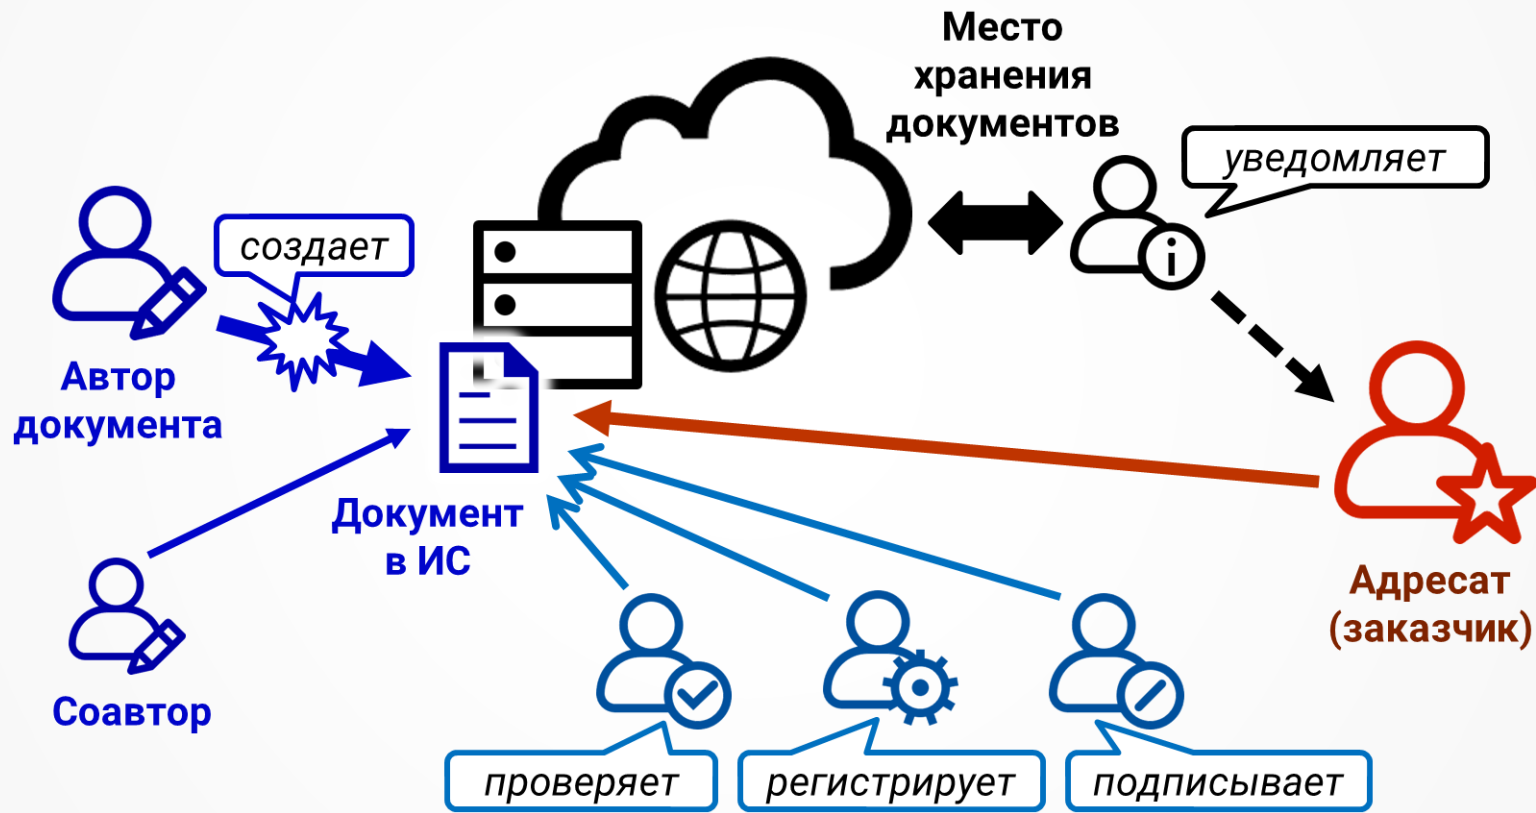 Место
хранения
документов
уведомляет
создает
Автор
документа
Документ
в ИС
Адресат
(заказчик)
Соавтор
проверяет
регистрирует
подписывает